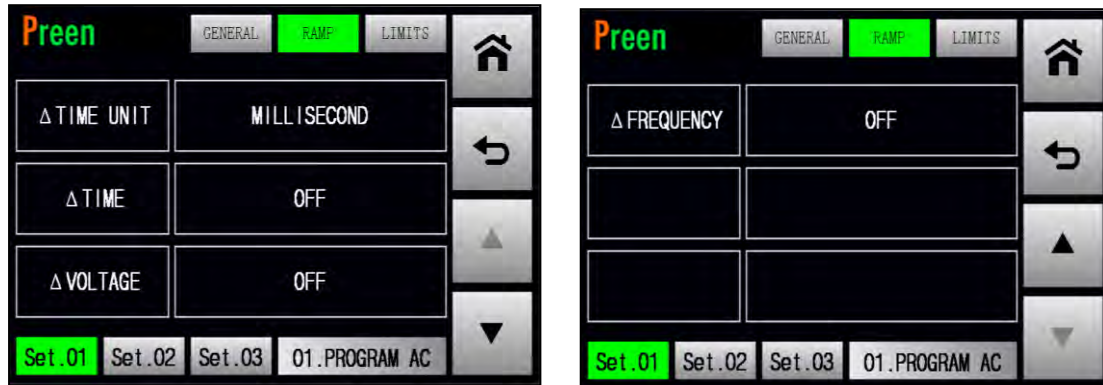 Preen GENERAL RAMP LIMITS
Δ TIME UNIT MILLISECOND
Δ TIME OFF
Δ VOLTAGE OFF
Set.01 Set.02 Set.03 01.PROGRAM AC
Preen GENERAL RAMP LIMITS
Δ FREQUENCY OFF
Set.01 Set.02 Set.03 01.PROGRAM AC